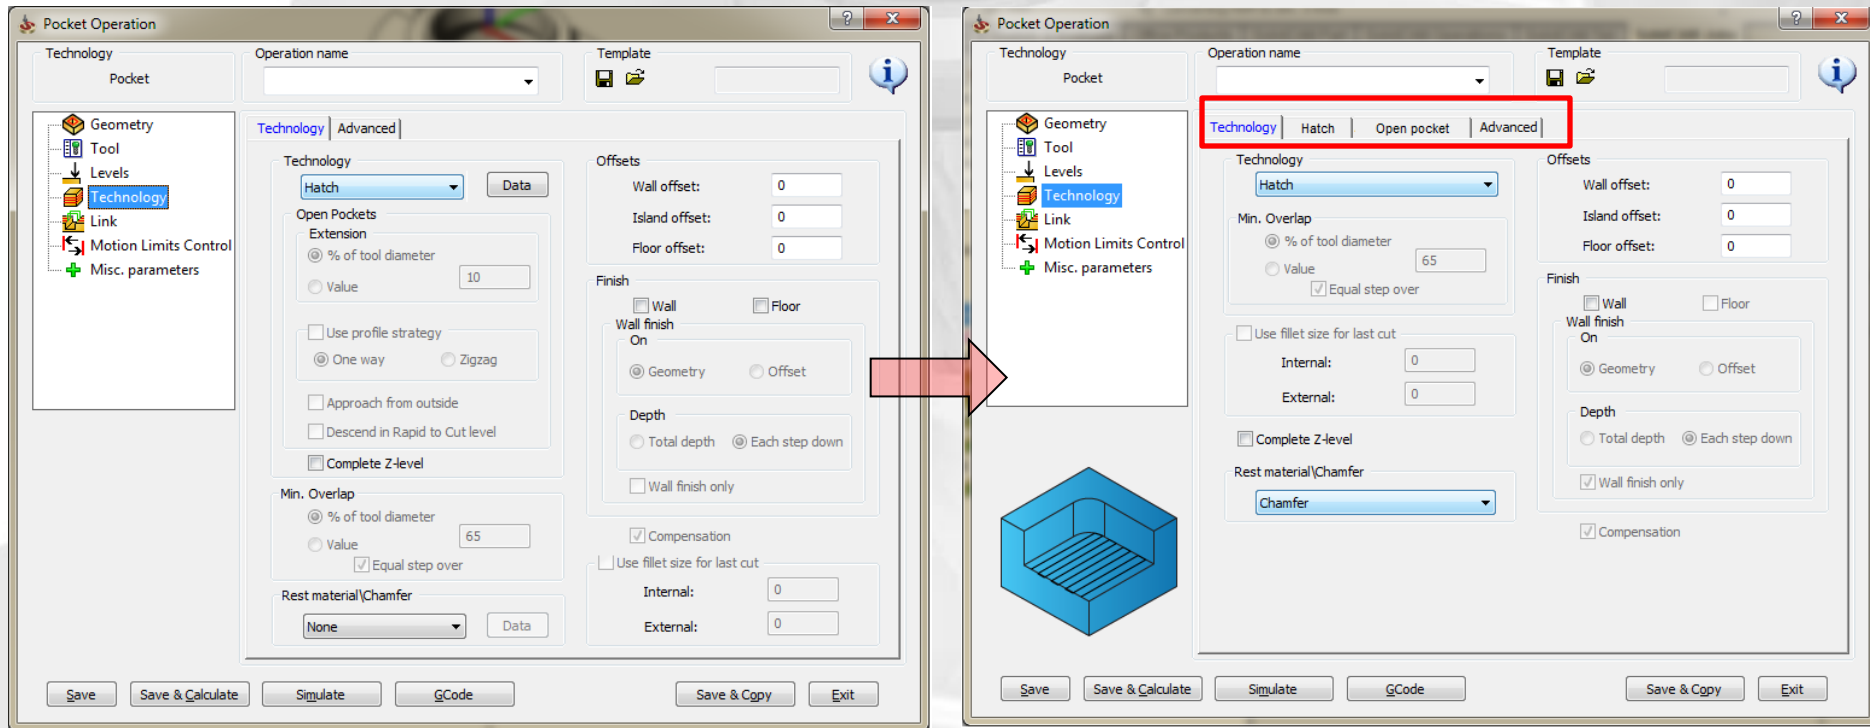 Pocket Operation
Technology
Pocket
Operation name
Template
Geometry
Tool
Levels
Technology
Link
Motion Limits Control
Misc. parameters
Technology Advanced
Technology
Hatch Data
Open Pockets
Extension
% of tool diameter
10
Value
Use profile strategy
One way Zigzag
Approach from outside
Descend in Rapid to Cut level
Complete Z-level
Min. Overlap
% of tool diameter
65
Value
Equal step over
Rest material\Chamfer
None Data
Offsets
Wall offset: 0
Island offset: 0
Floor offset: 0
Finish
Wall Floor
Wall finish
On
Geometry Offset
Depth
Total depth Each step down
Wall finish only
Compensation
Use fillet size for last cut
Internal: 0
External: 0
Save Save & Calculate Simulate GCode Save & Copy Exit
Pocket Operation
Technology
Pocket
Operation name
Template
Geometry
Tool
Levels
Technology
Link
Motion Limits Control
Misc. parameters
Technology Hatch Open pocket Advanced
Technology
Hatch
Min. Overlap
% of tool diameter
65
Value
Equal step over
Use fillet size for last cut
Internal: 0
External: 0
Complete Z-level
Rest material\Chamfer
Chamfer
Offsets
Wall offset: 0
Island offset: 0
Floor offset: 0
Finish
Wall Floor
Wall finish
On
Geometry Offset
Depth
Total depth Each step down
Wall finish only
Compensation
Save Save & Calculate Simulate GCode Save & Copy Exit